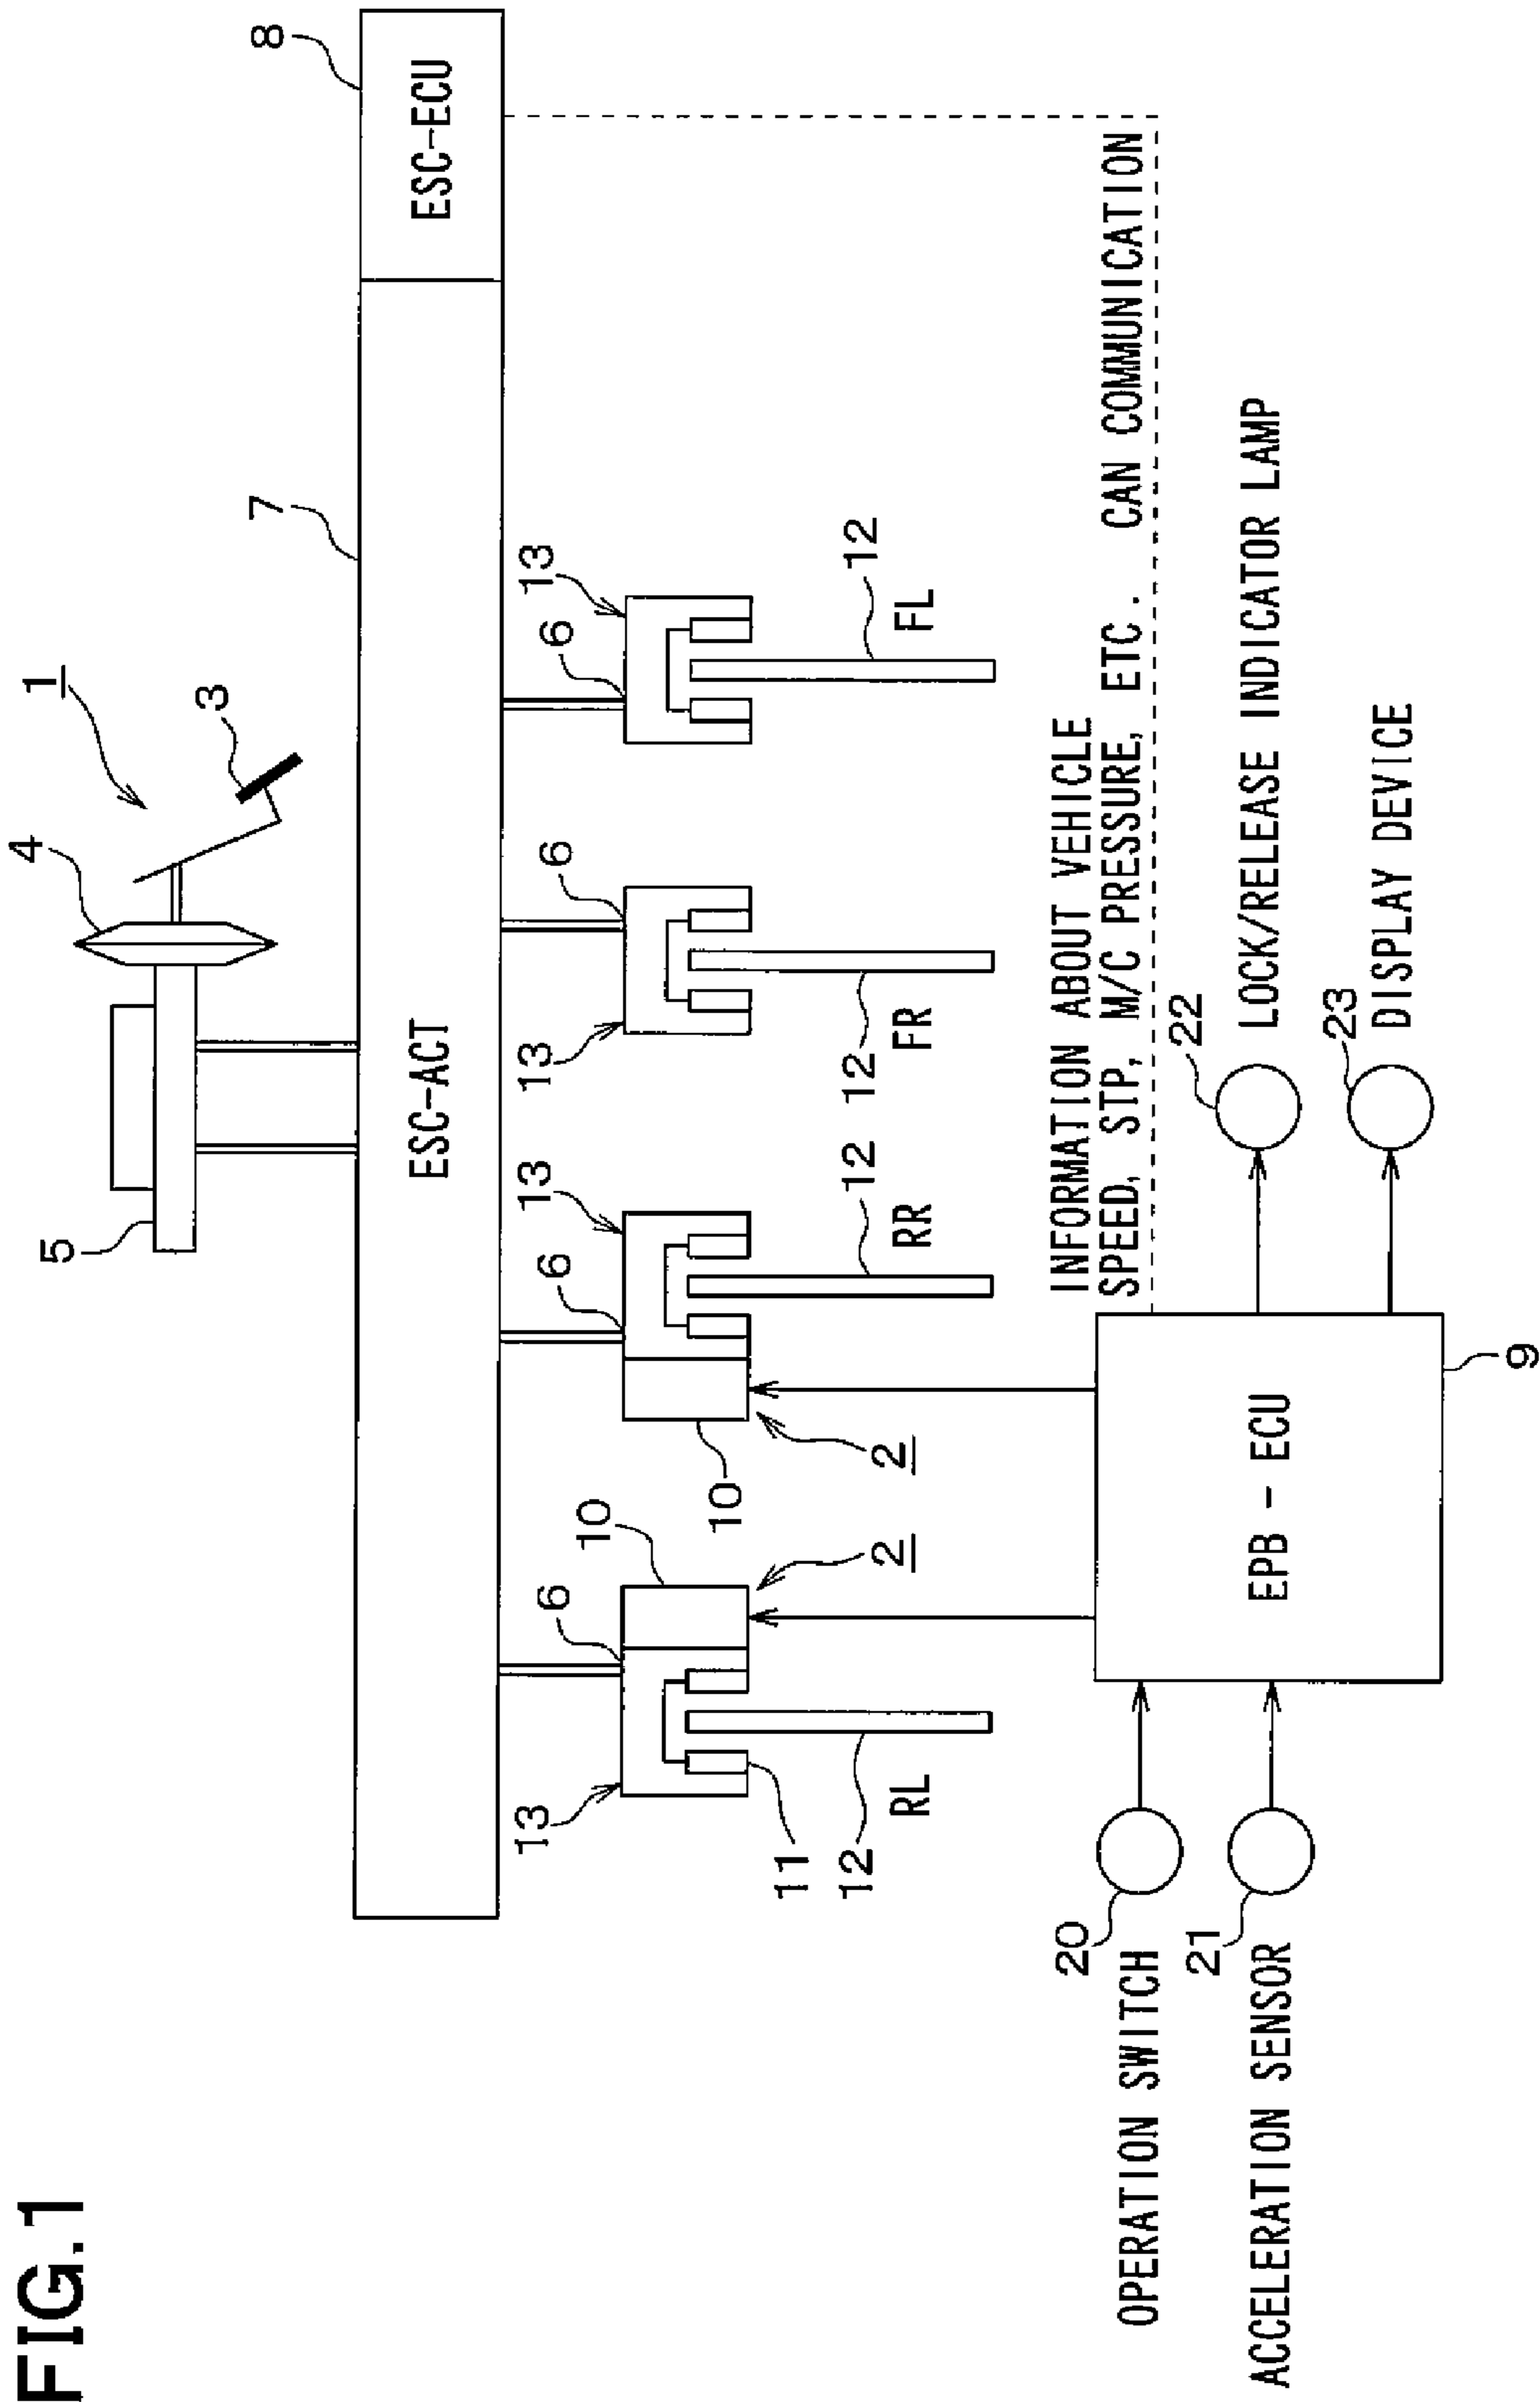 FIG.1
1
4
3
5
7
8
ESC-ACT
ESC-ECU
13
6
10
6
13
13
6
6
13
11
12
RL
2
10
2
12
RR
12
FR
12
FL
INFORMATION ABOUT VEHICLE
SPEED, STP, M/C PRESSURE, ETC. CAN COMMUNICATION
20
OPERATION SWITCH
21
ACCELERATION SENSOR
EPB - ECU
9
22
LOCK/RELEASE INDICATOR LAMP
23
DISPLAY DEVICE